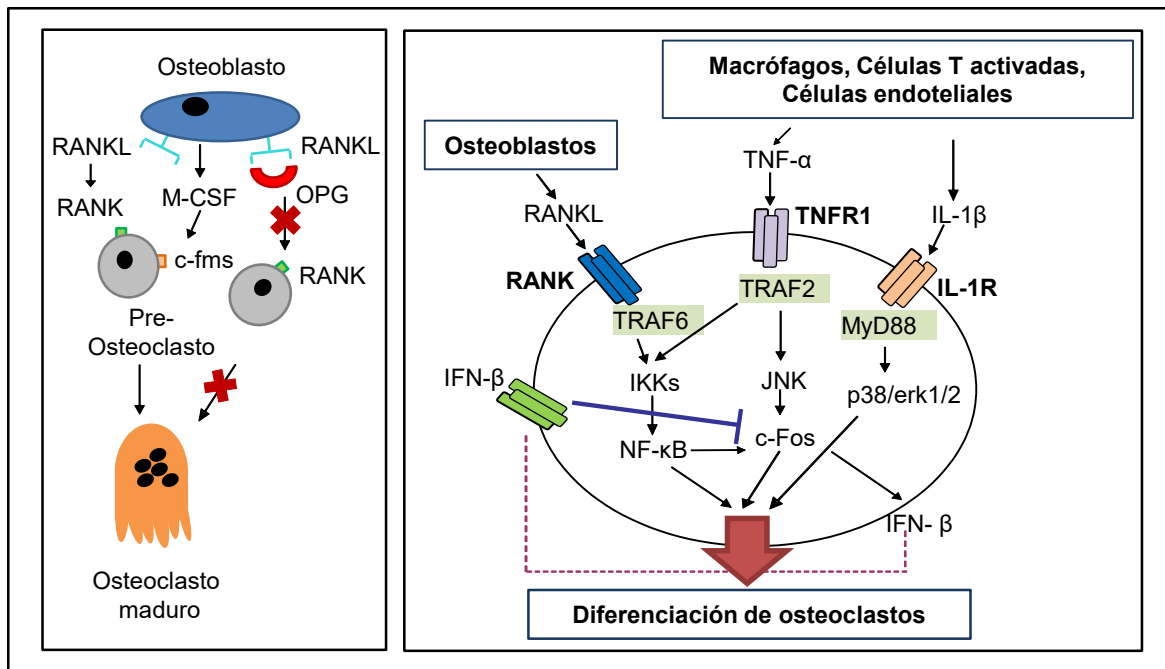 Osteoblasto
RANKL
RANKL
M-CSF
OPG
RANK
c-fms
RANK
Pre-
Osteoclasto
Osteoclasto
maduro
Macrófagos, Células T activadas,
Células endoteliales
Osteoblastos
TNF-α
RANKL
TNFR1
IL-1β
RANK
IL-1R
TRAF2
TRAF6
MyD88
IFN-β
IKKs
JNK
p38/erk1/2
NF-κB
c-Fos
IFN- β
Diferenciación de osteoclastos